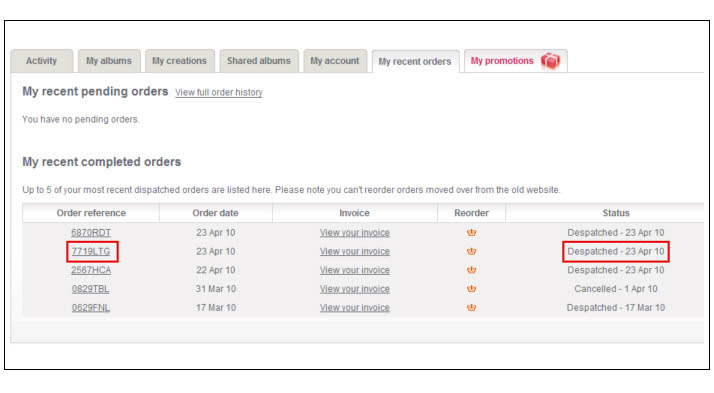 Activity My albums My creations Shared albums My account My recent orders My promotions
My recent pending orders View full order history
You have no pending orders.
My recent completed orders
Up to 5 of your most recent dispatched orders are listed here. Please note you can't reorder orders moved over from the old website.
Order reference Order date Invoice Reorder Status
6870RDT 23 Apr 10 View your invoice Despatched - 23 Apr 10
7719LTG 23 Apr 10 View your invoice Despatched - 23 Apr 10
2567HCA 22 Apr 10 View your invoice Despatched - 23 Apr 10
0829TBL 31 Mar 10 View your invoice Cancelled - 1 Apr 10
0629FNL 17 Mar 10 View your invoice Despatched - 17 Mar 10